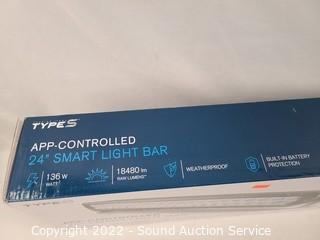 TYPE S
APP-CONTROLLED
24" SMART LIGHT BAR
136 W
WATT
18480 lm
RAW LUMENS
WEATHERPROOF
BUILT-IN BATTERY
PROTECTION
TYPE S
Copyright 2022 - Sound Auction Service